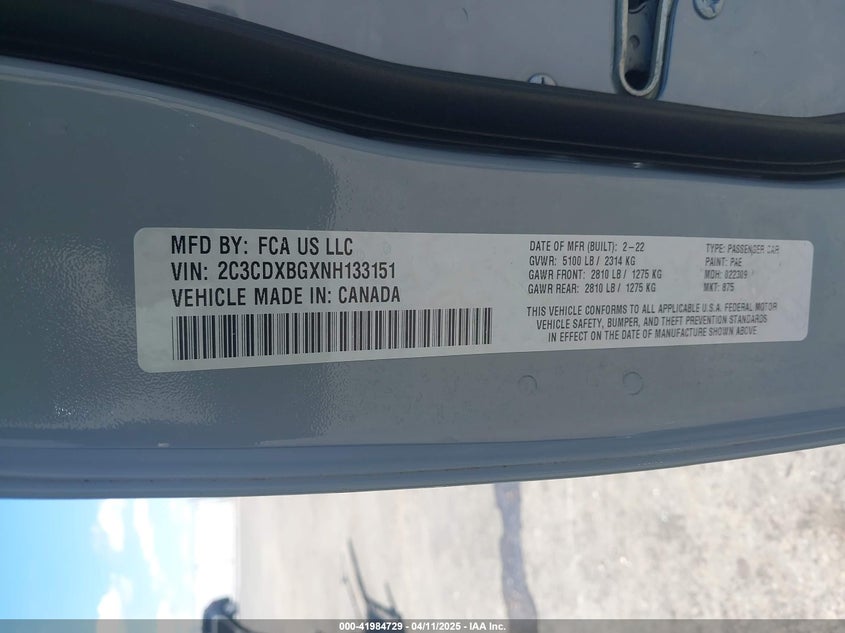 MFD BY: FCA US LLC
VIN: 2C3CDXBGXNH133151
VEHICLE MADE IN: CANADA
DATE OF MFR (BUILT): 2-22
GVWR: 5100 LB / 2314 KG
GAWR FRONT: 2810 LB / 1275 KG
GAWR REAR: 2810 LB / 1275 KG
TYPE: PASSENGER CAR
PAINT: PAE
MDH: 022309
MKT: 875
THIS VEHICLE CONFORMS TO ALL APPLICABLE U.S.A. FEDERAL MOTOR
VEHICLE SAFETY, BUMPER, AND THEFT PREVENTION STANDARDS
IN EFFECT ON THE DATE OF MANUFACTURE SHOWN ABOVE
000-41984729 - 04/11/2025 - IAA Inc.